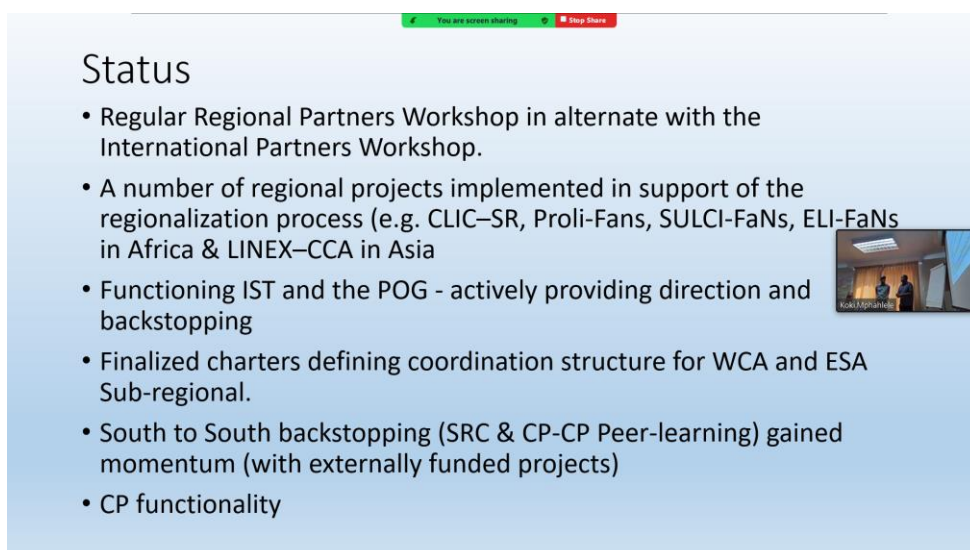 You are screen sharing
Stop Share
Status
• Regular Regional Partners Workshop in alternate with the
International Partners Workshop.
• A number of regional projects implemented in support of the
regionalization process (e.g. CLIC–SR, Proli-Fans, SULCI-FaNs, ELI-FaNs
in Africa & LINEX–CCA in Asia
• Functioning IST and the POG - actively providing direction and
backstopping
Koki.Mphahlele
• Finalized charters defining coordination structure for WCA and ESA
Sub-regional.
• South to South backstopping (SRC & CP-CP Peer-learning) gained
momentum (with externally funded projects)
• CP functionality